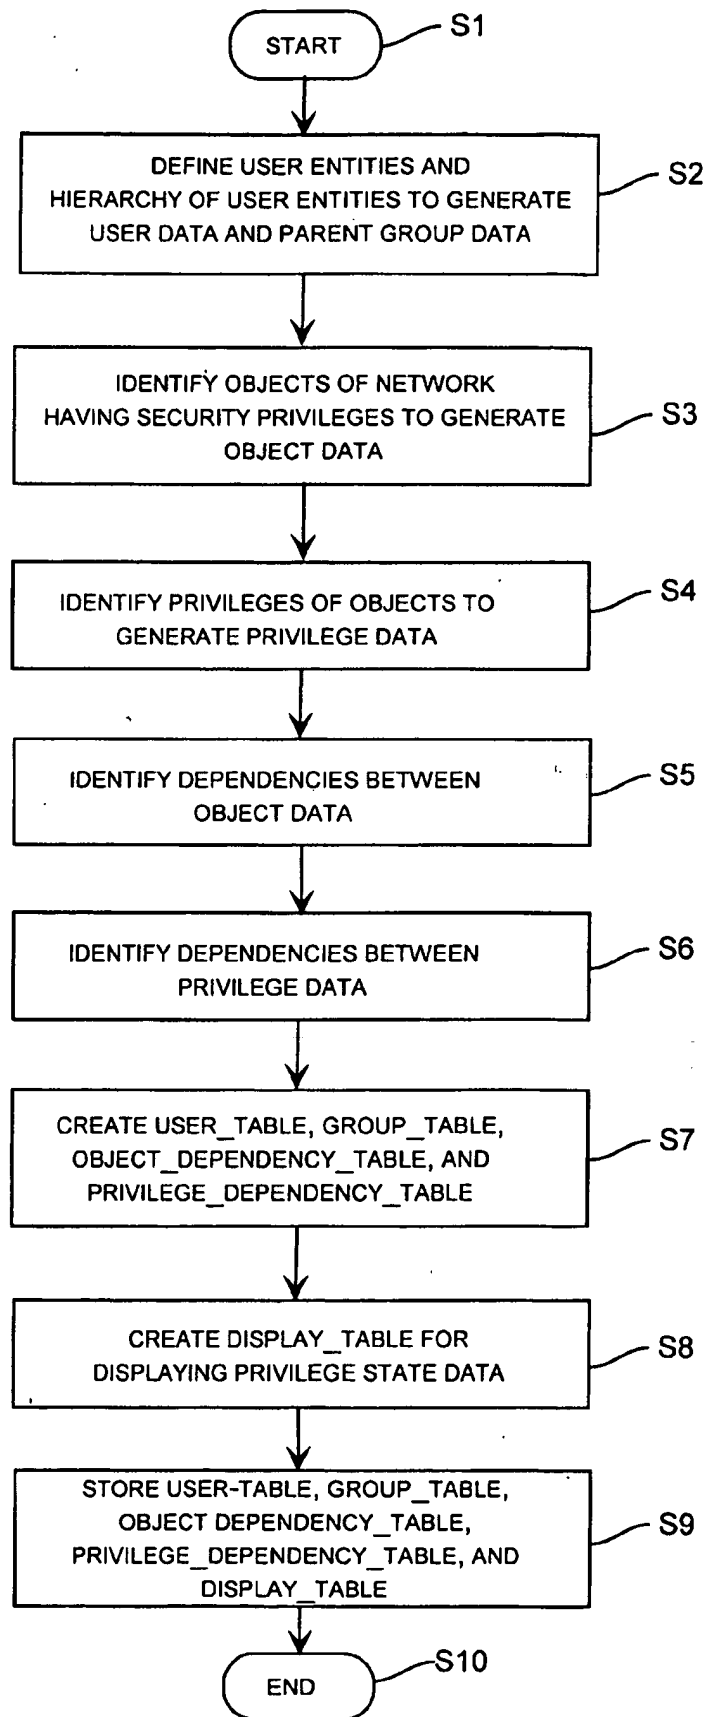 START
S1
DEFINE USER ENTITIES AND
HIERARCHY OF USER ENTITIES TO GENERATE
USER DATA AND PARENT GROUP DATA
S2
IDENTIFY OBJECTS OF NETWORK
HAVING SECURITY PRIVILEGES TO GENERATE
OBJECT DATA
S3
IDENTIFY PRIVILEGES OF OBJECTS TO
GENERATE PRIVILEGE DATA
S4
IDENTIFY DEPENDENCIES BETWEEN
OBJECT DATA
S5
IDENTIFY DEPENDENCIES BETWEEN
PRIVILEGE DATA
S6
CREATE USER_TABLE, GROUP_TABLE,
OBJECT_DEPENDENCY_TABLE, AND
PRIVILEGE_DEPENDENCY_TABLE
S7
CREATE DISPLAY_TABLE FOR
DISPLAYING PRIVILEGE STATE DATA
S8
STORE USER-TABLE, GROUP_TABLE,
OBJECT DEPENDENCY_TABLE,
PRIVILEGE_DEPENDENCY_TABLE, AND
DISPLAY_TABLE
S9
END
S10